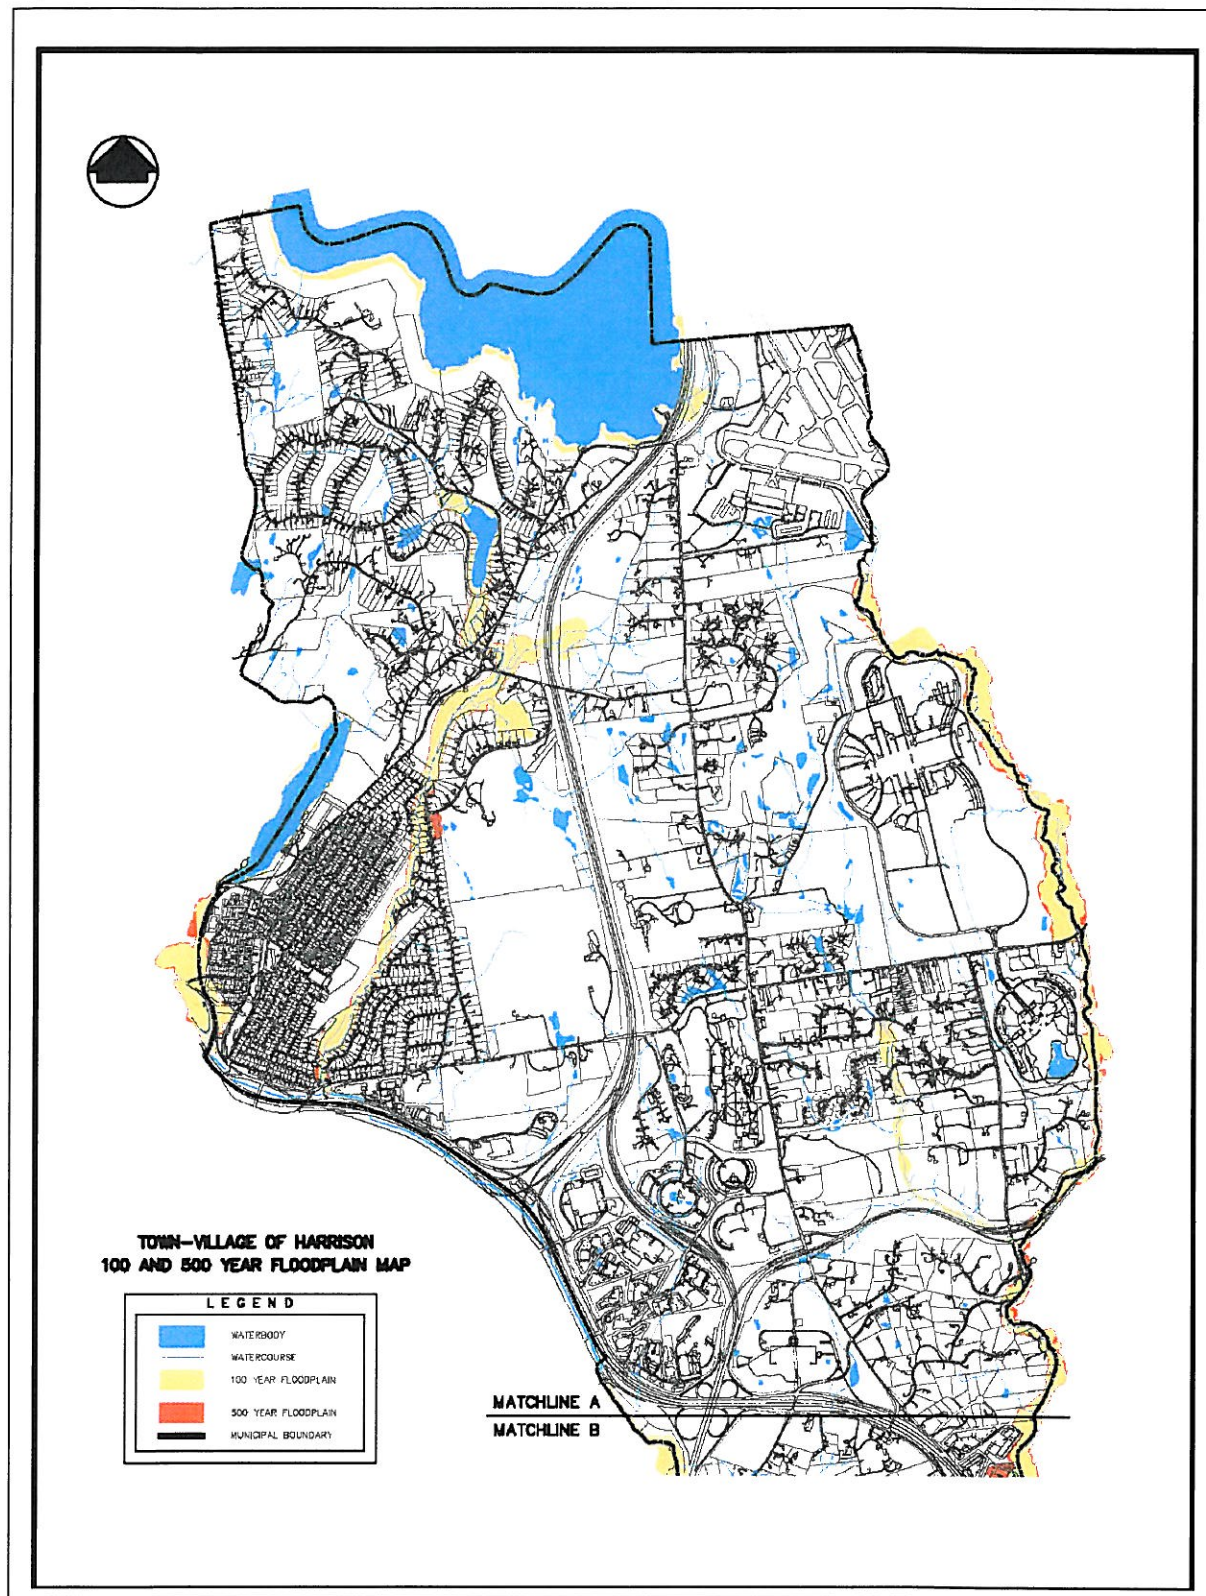 TOWN-VILLAGE OF HARRISON
100 AND 500 YEAR FLOODPLAIN MAP
LEGEND
WATERBODY
WATERCOURSE
100 YEAR FLOODPLAIN
500 YEAR FLOODPLAIN
MUNICIPAL BOUNDARY
MATCHLINE A
MATCHLINE B